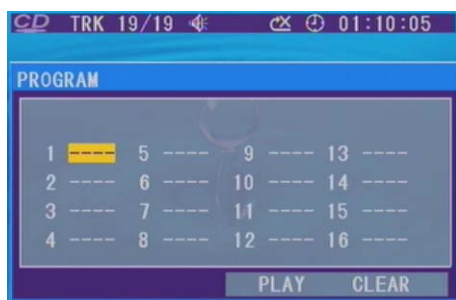 CD TRK 19/19 01:10:05
PROGRAM
1 ---- 5 ---- 9 ---- 13 ----
2 ---- 6 ---- 10 ---- 14 ----
3 ---- 7 ---- 11 ---- 15 ----
4 ---- 8 ---- 12 ---- 16 ----
PLAY CLEAR